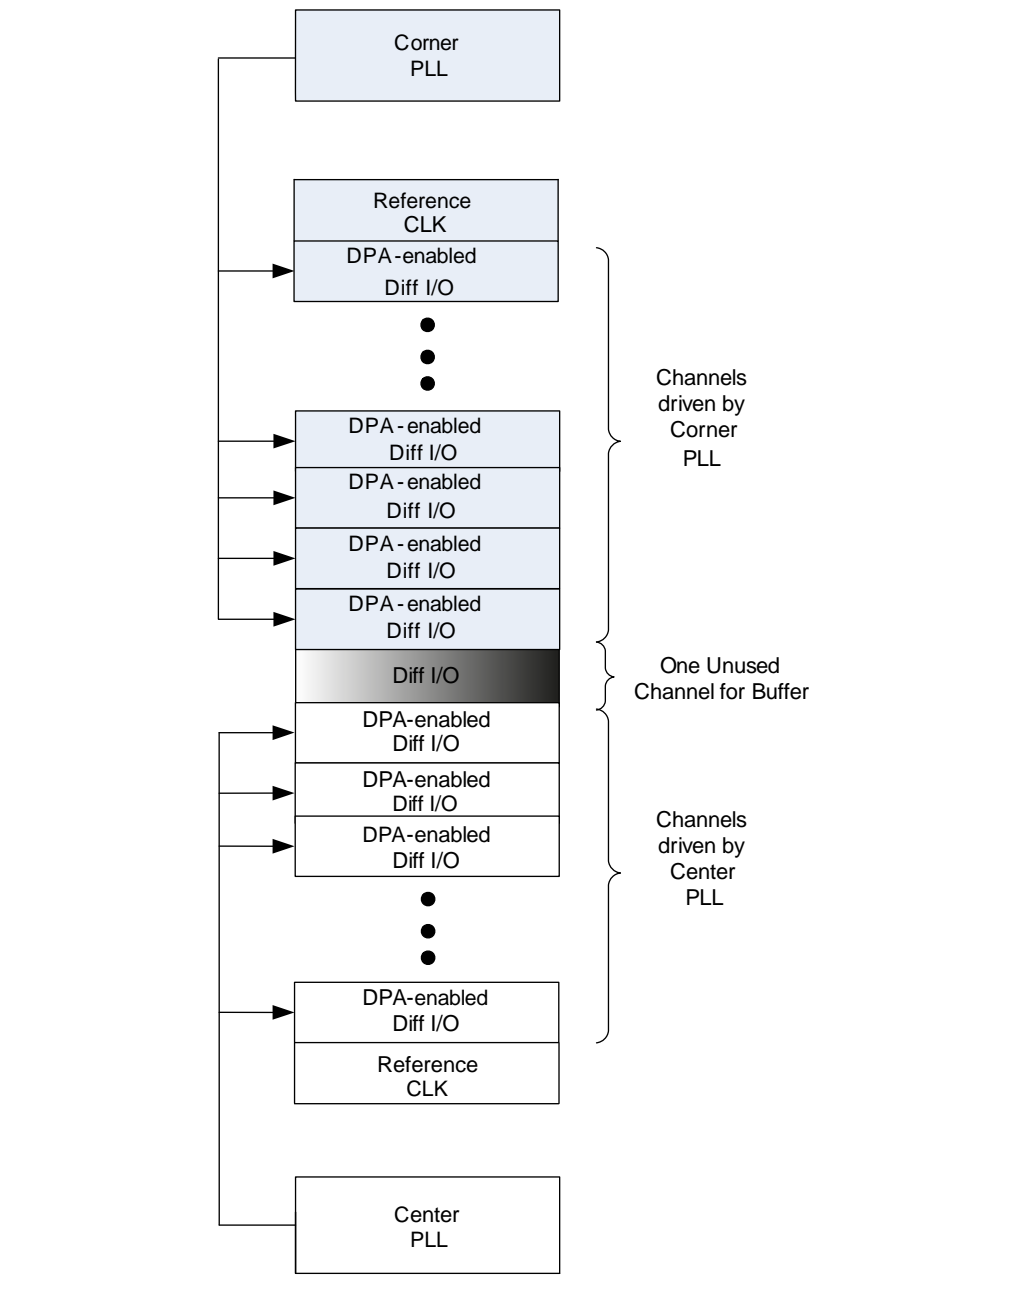 Corner
PLL
Reference
CLK
DPA-enabled
Diff I/O
DPA-enabled
Diff I/O
DPA-enabled
Diff I/O
DPA-enabled
Diff I/O
DPA-enabled
Diff I/O
Diff I/O
DPA-enabled
Diff I/O
DPA-enabled
Diff I/O
DPA-enabled
Diff I/O
DPA-enabled
Diff I/O
Reference
CLK
Center
PLL
Channels
driven by
Corner
PLL
One Unused
Channel for Buffer
Channels
driven by
Center
PLL